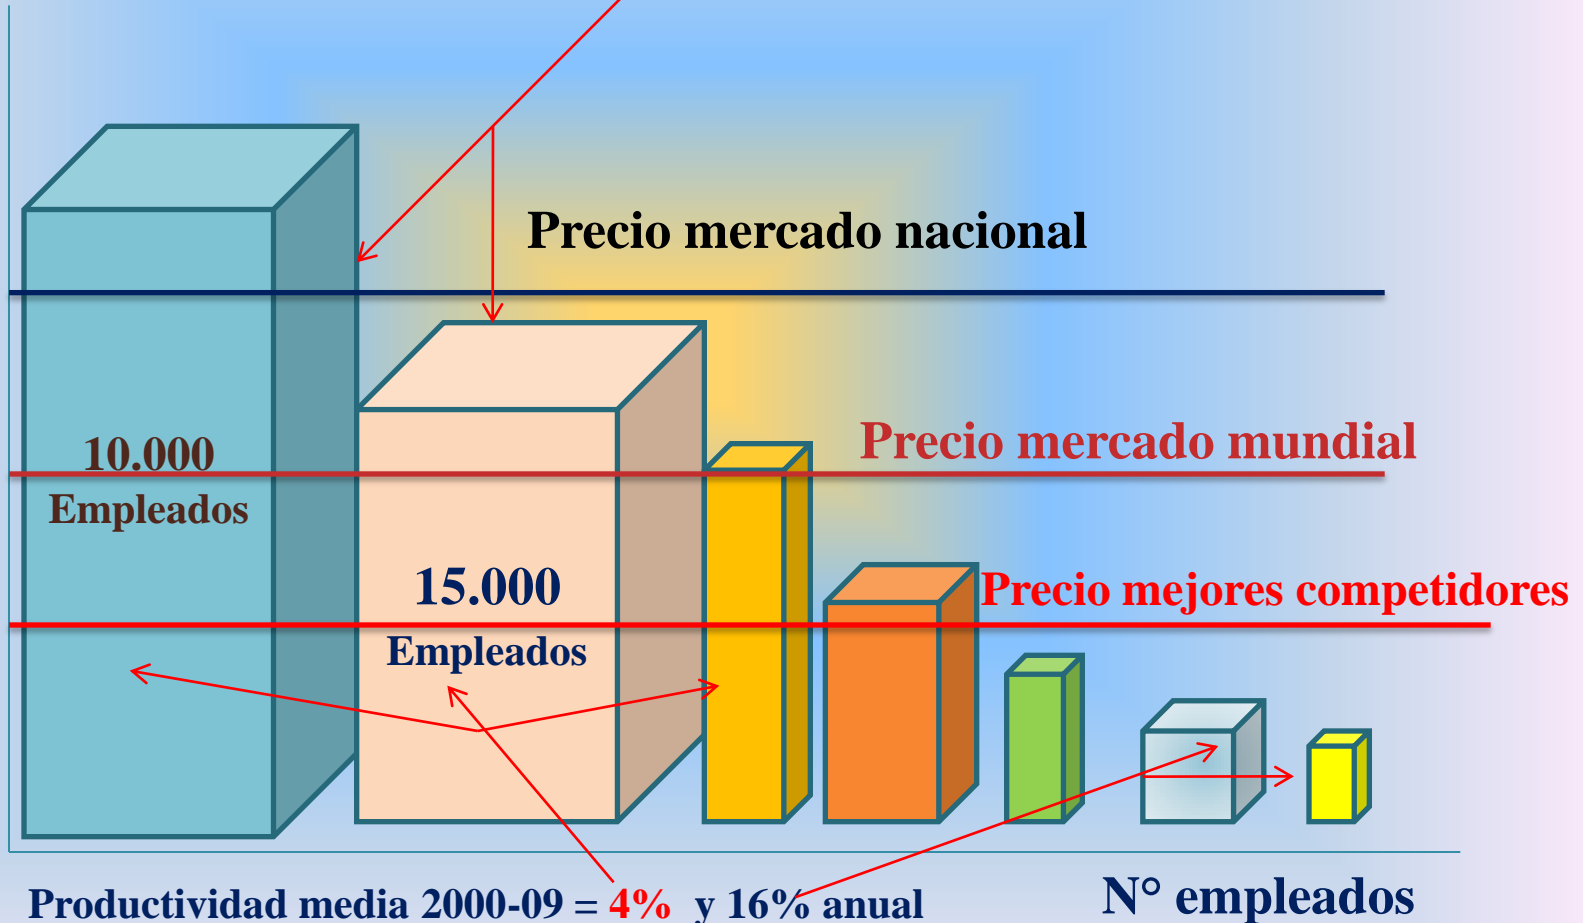 Precio mercado nacional
Precio mercado mundial
10.000
Empleados
15.000
Empleados
Precio mejores competidores
Productividad media 2000-09 = 4% y 16% anual
N° empleados